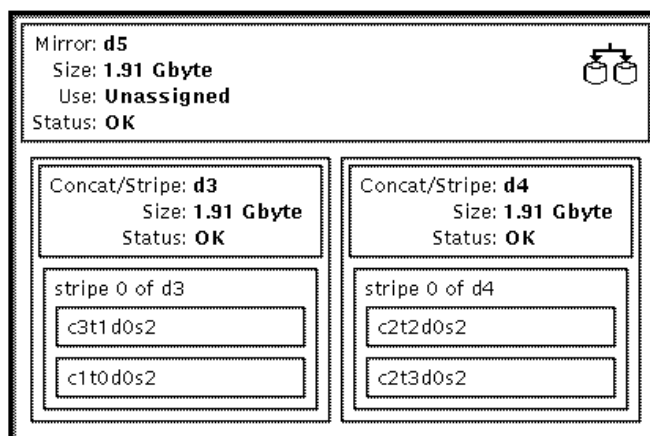 Mirror: d5
Size: 1.91 Gbyte
Use: Unassigned
Status: OK
Concat/Stripe: d3
Size: 1.91 Gbyte
Status: OK
stripe 0 of d3
c3t1d0s2
c1t0d0s2
Concat/Stripe: d4
Size: 1.91 Gbyte
Status: OK
stripe 0 of d4
c2t2d0s2
c2t3d0s2